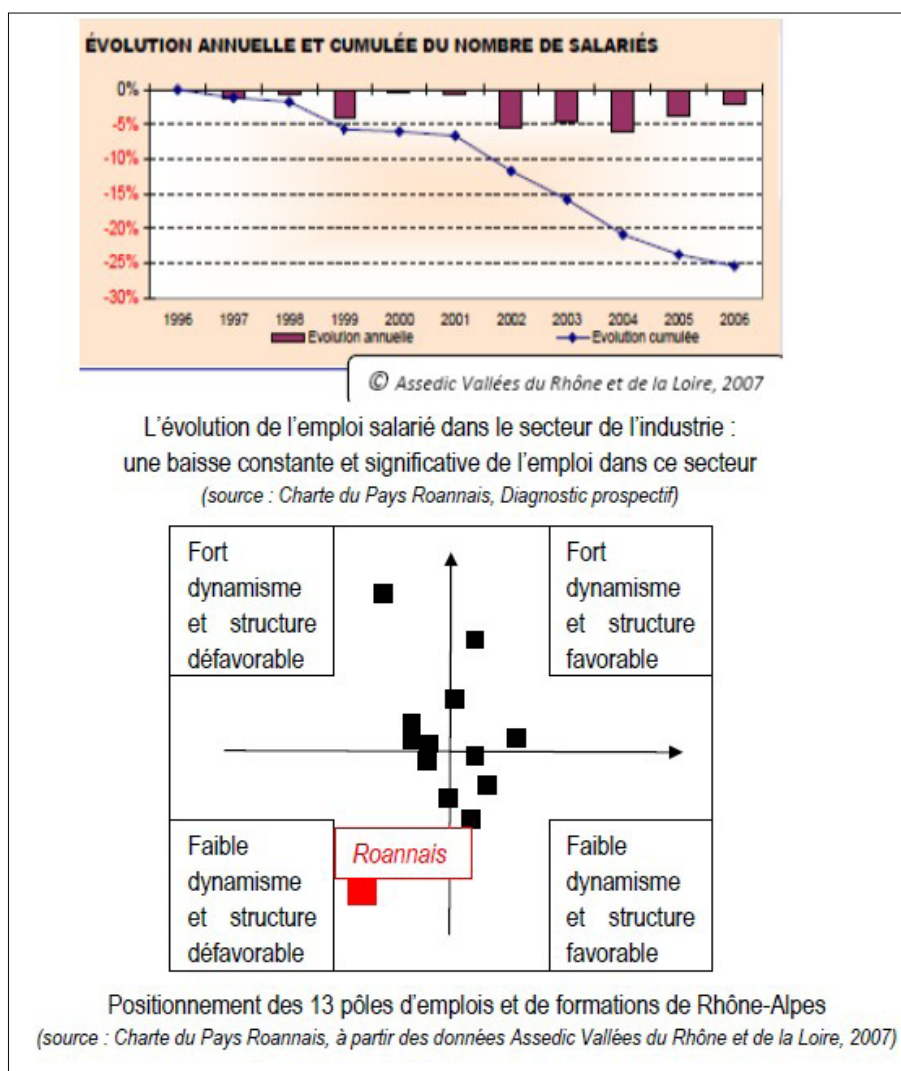 ÉVOLUTION ANNUELLE ET CUMULÉE DU NOMBRE DE SALARIÉS
0%
-5%
-10%
-15%
-20%
-25%
-30%
1996 1997 1998 1999 2000 2001 2002 2003 2004 2005 2006
Evolution annuelle Evolution cumulée
© Assedic Vallées du Rhône et de la Loire, 2007
L'évolution de l'emploi salarié dans le secteur de l'industrie :
une baisse constante et significative de l'emploi dans ce secteur
(source : Charte du Pays Roannais, Diagnostic prospectif)
Fort
dynamisme
et structure
défavorable
Fort
dynamisme
et structure
favorable
Roannais
Faible
dynamisme
et structure
défavorable
Faible
dynamisme
et structure
favorable
Positionnement des 13 pôles d'emplois et de formations de Rhône-Alpes
(source : Charte du Pays Roannais, à partir des données Assedic Vallées du Rhône et de la Loire, 2007)